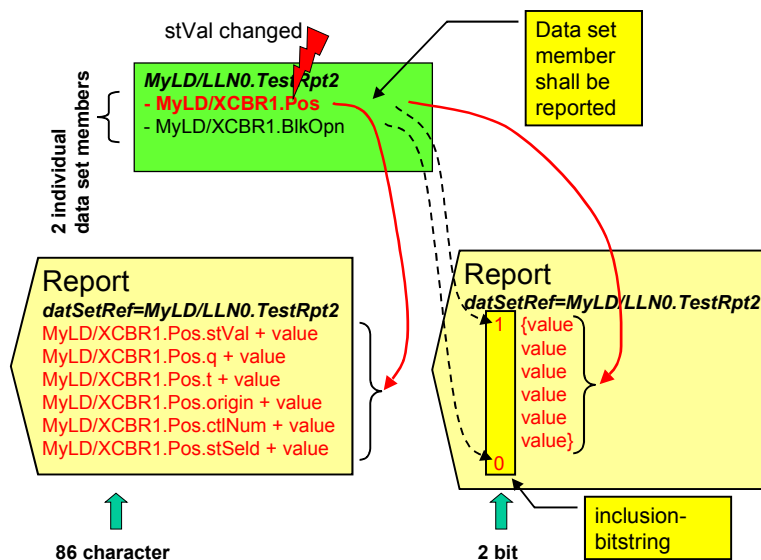 stVal changed
Data set
member
shall be
reported
MyLD/LLN0.TestRpt2
- MyLD/XCBR1.Pos
- MyLD/XCBR1.BlkOpn
2 individual
data set members
Report
datSetRef=MyLD/LLN0.TestRpt2
MyLD/XCBR1.Pos.stVal + value
MyLD/XCBR1.Pos.q + value
MyLD/XCBR1.Pos.t + value
MyLD/XCBR1.Pos.origin + value
MyLD/XCBR1.Pos.ctlNum + value
MyLD/XCBR1.Pos.stSeld + value
86 character
Report
datSetRef=MyLD/LLN0.TestRpt2
1 {value
value
value
value
value
value}
0
inclusion-
bitstring
2 bit